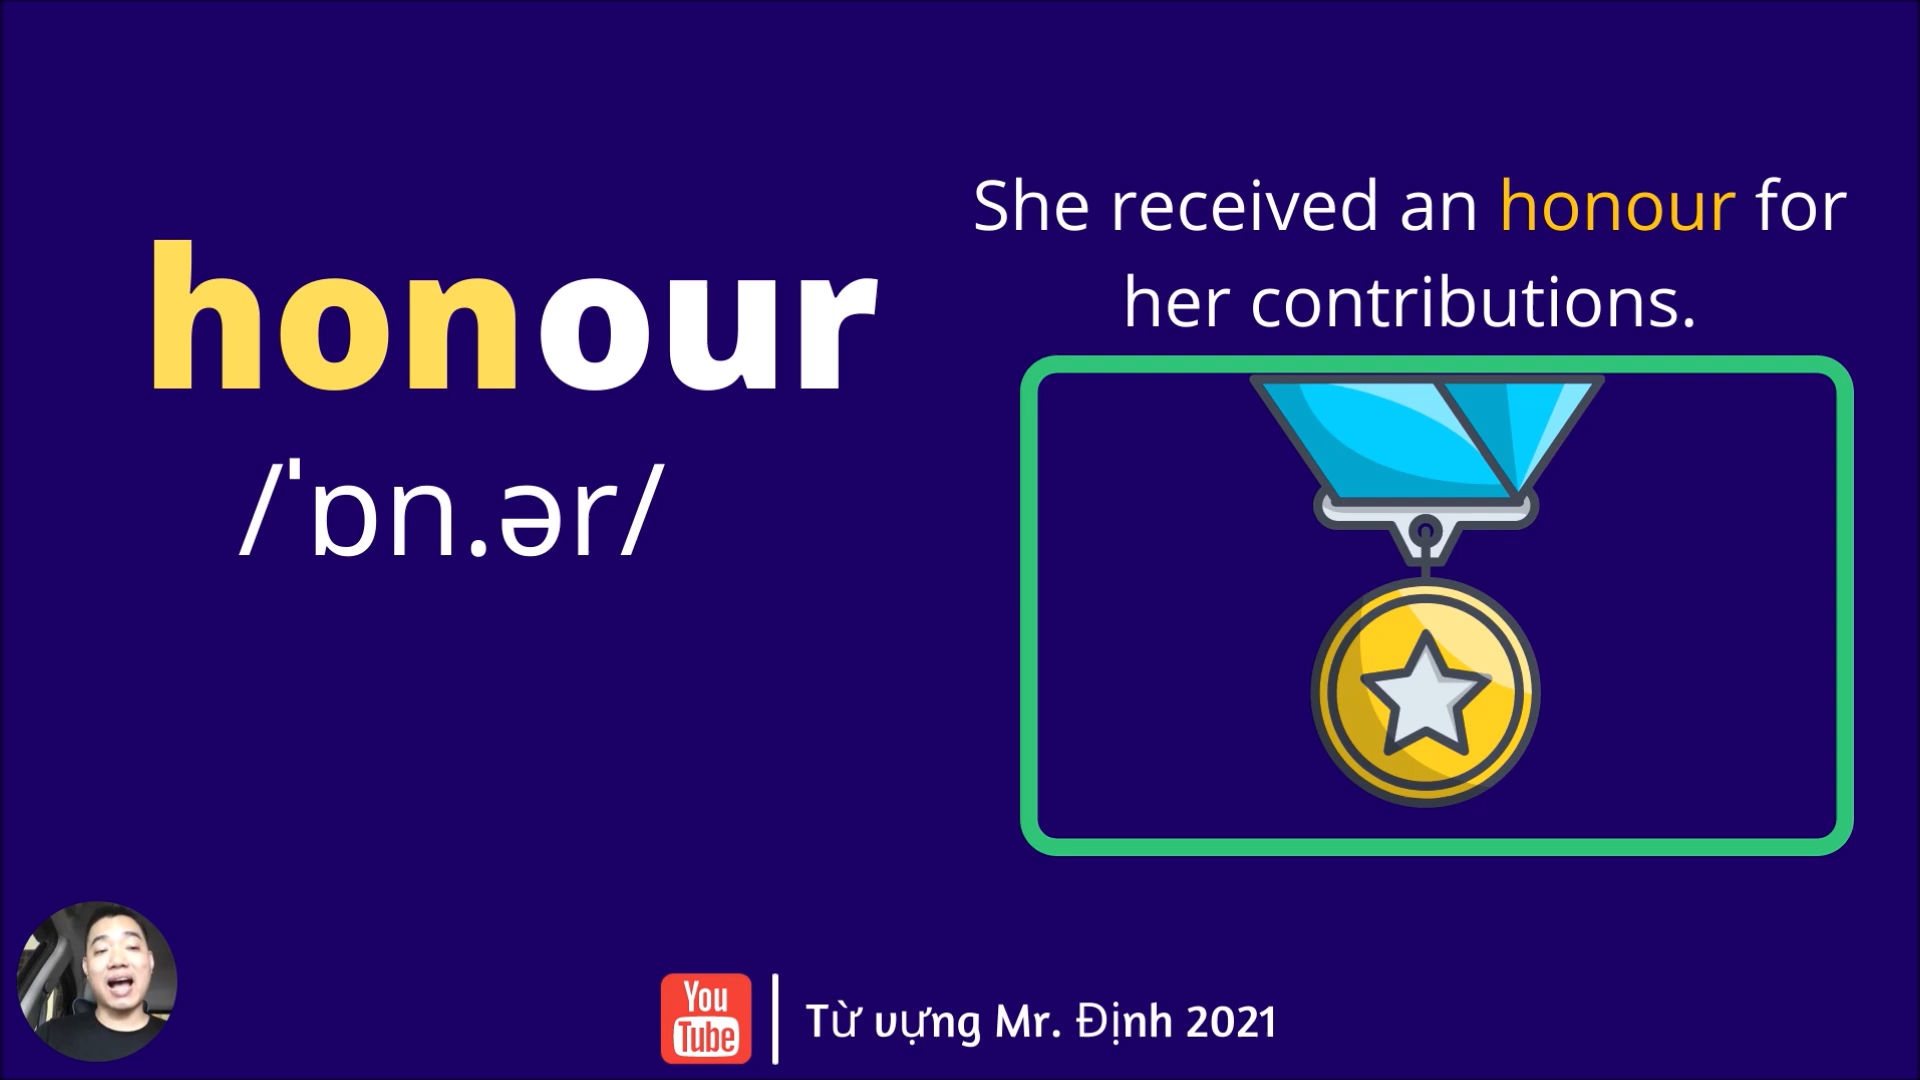 honour
/ˈɒn.ər/
She received an honour for
her contributions.
You
Tube
Từ vựng Mr. Định 2021